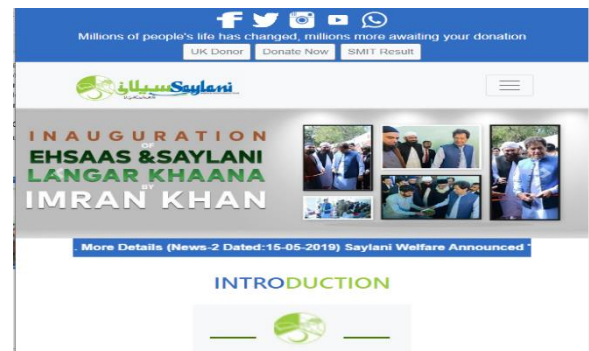 Millions of people's life has changed, millions more awaiting your donation
UK Donor Donate Now SMIT Result
سیلانی Saylani
INAUGURATION
OF
EHSAAS &SAYLANI
LANGAR KHAANA
BY
IMRAN KHAN
. More Details (News-2 Dated:15-05-2019) Saylani Welfare Announced "
INTRODUCTION